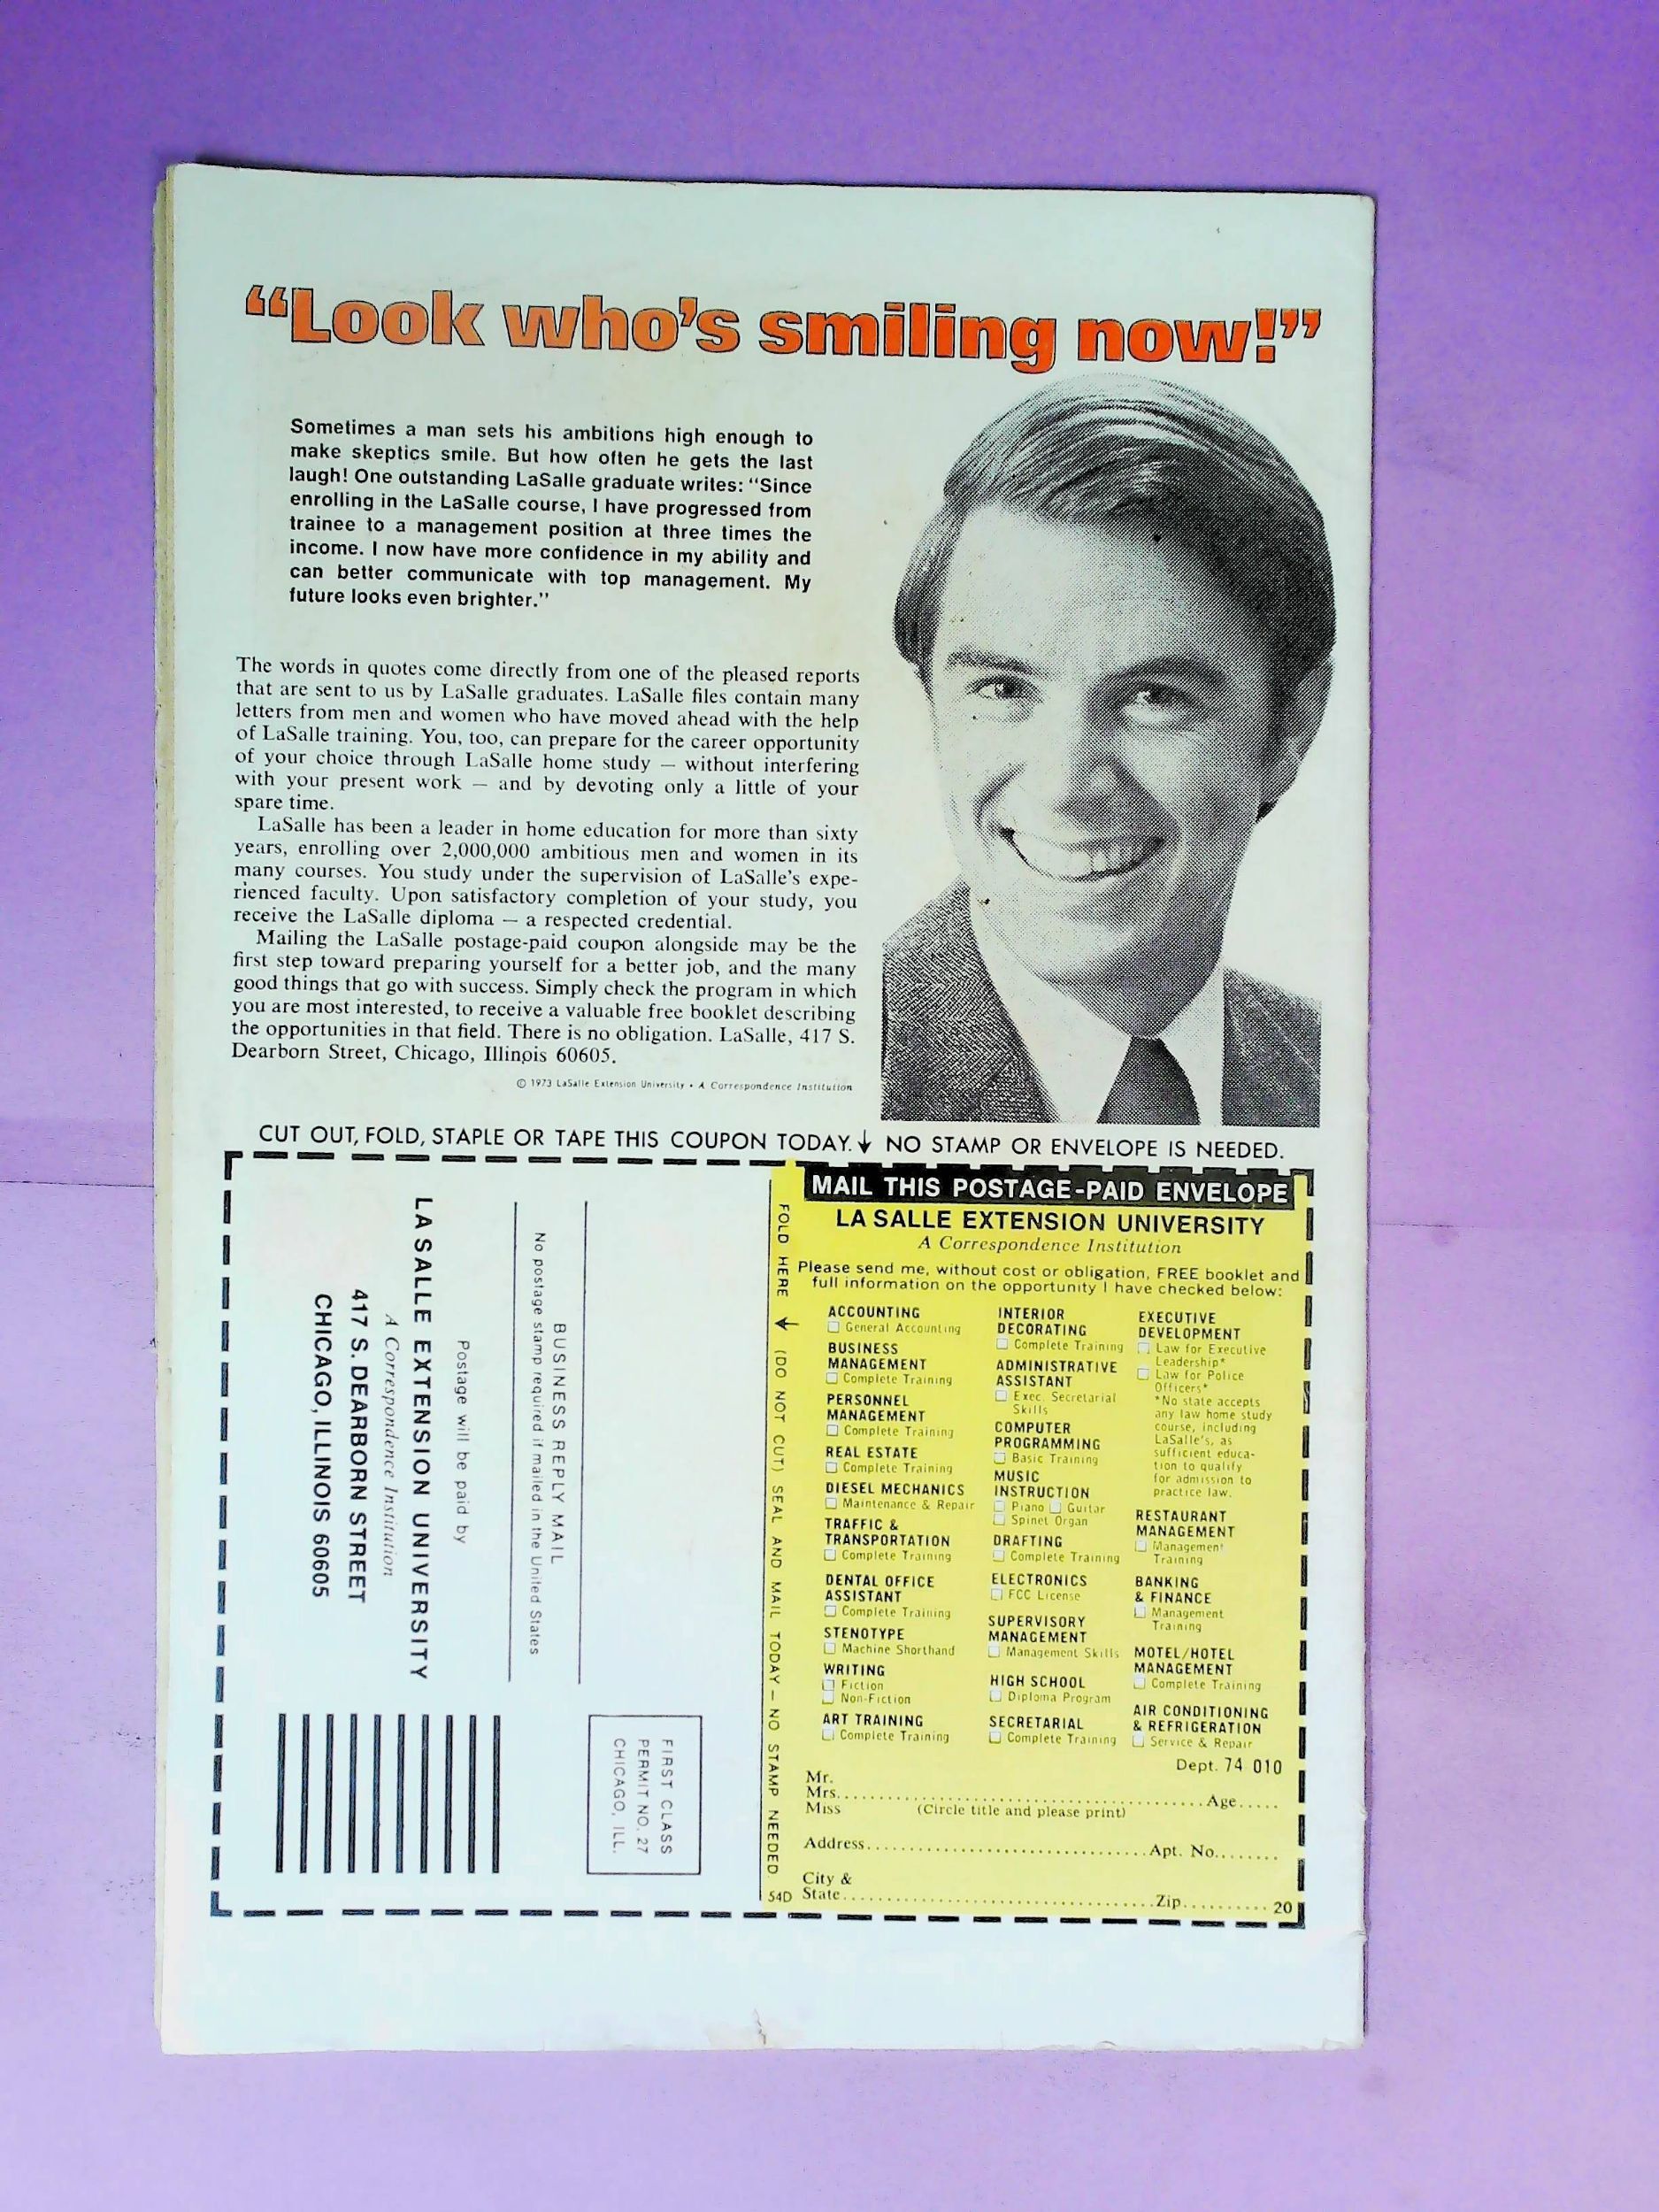 “Look who’s smiling now!”
Sometimes a man sets his ambitions high enough to
make skeptics smile. But how often he gets the last
laugh! One outstanding LaSalle graduate writes: “Since
enrolling in the LaSalle course, I have progressed from
trainee to a management position at three times the
income. I now have more confidence in my ability and
can better communicate with top management. My
future looks even brighter.”
The words in quotes come directly from one of the pleased reports
that are sent to us by LaSalle graduates. LaSalle files contain many
letters from men and women who have moved ahead with the help
of LaSalle training. You, too, can prepare for the career opportunity
of your choice through LaSalle home study — without interfering
with your present work — and by devoting only a little of your
spare time.
LaSalle has been a leader in home education for more than sixty
years, enrolling over 2,000,000 ambitious men and women in its
many courses. You study under the supervision of LaSalle's expe-
rienced faculty. Upon satisfactory completion of your study, you
receive the LaSalle diploma — a respected credential.
Mailing the LaSalle postage-paid coupon alongside may be the
first step toward preparing yourself for a better job, and the many
good things that go with success. Simply check the program in which
you are most interested, to receive a valuable free booklet describing
the opportunities in that field. There is no obligation. LaSalle, 417 S.
Dearborn Street, Chicago, Illinois 60605.
© 1973 LaSalle Extension University • A Correspondence Institution
CUT OUT, FOLD, STAPLE OR TAPE THIS COUPON TODAY. ↓ NO STAMP OR ENVELOPE IS NEEDED.
FIRST CLASS
PERMIT NO. 27
CHICAGO, ILL.
BUSINESS REPLY MAIL
No postage stamp required if mailed in the United States
Postage will be paid by
LA SALLE EXTENSION UNIVERSITY
A Correspondence Institution
417 S. DEARBORN STREET
CHICAGO, ILLINOIS 60605
FOLD HERE ↓ (DO NOT CUT) SEAL AND MAIL TODAY — NO STAMP NEEDED.
54D
MAIL THIS POSTAGE-PAID ENVELOPE
LA SALLE EXTENSION UNIVERSITY
A Correspondence Institution
Please send me, without cost or obligation, FREE booklet and
full information on the opportunity I have checked below:
ACCOUNTING
☐ General Accounting
BUSINESS
MANAGEMENT
☐ Complete Training
PERSONNEL
MANAGEMENT
☐ Complete Training
REAL ESTATE
☐ Complete Training
DIESEL MECHANICS
☐ Maintenance & Repair
TRAFFIC &
TRANSPORTATION
☐ Complete Training
DENTAL OFFICE
ASSISTANT
☐ Complete Training
STENOTYPE
☐ Machine Shorthand
WRITING
☐ Fiction
☐ Non-Fiction
ART TRAINING
☐ Complete Training
INTERIOR
DECORATING
☐ Complete Training
ADMINISTRATIVE
ASSISTANT
☐ Exec. Secretarial
Skills
COMPUTER
PROGRAMMING
☐ Basic Training
MUSIC
INSTRUCTION
☐ Piano ☐ Guitar
☐ Spinet Organ
DRAFTING
☐ Complete Training
ELECTRONICS
☐ FCC License
SUPERVISORY
MANAGEMENT
☐ Management Skills
HIGH SCHOOL
☐ Diploma Program
SECRETARIAL
☐ Complete Training
EXECUTIVE
DEVELOPMENT
☐ Law for Executive
Leadership*
☐ Law for Police
Officers*
*No state accepts
any law home study
course, including
LaSalle's, as
sufficient educa-
tion to qualify
for admission to
practice law.
RESTAURANT
MANAGEMENT
☐ Management
Training
BANKING
& FINANCE
☐ Management
Training
MOTEL/HOTEL
MANAGEMENT
☐ Complete Training
AIR CONDITIONING
& REFRIGERATION
☐ Service & Repair
Dept. 74 010
Mr.
Mrs. ........ Age.....
Miss (Circle title and please print)
Address ........ Apt. No........
City &
State ........ Zip.......... 20